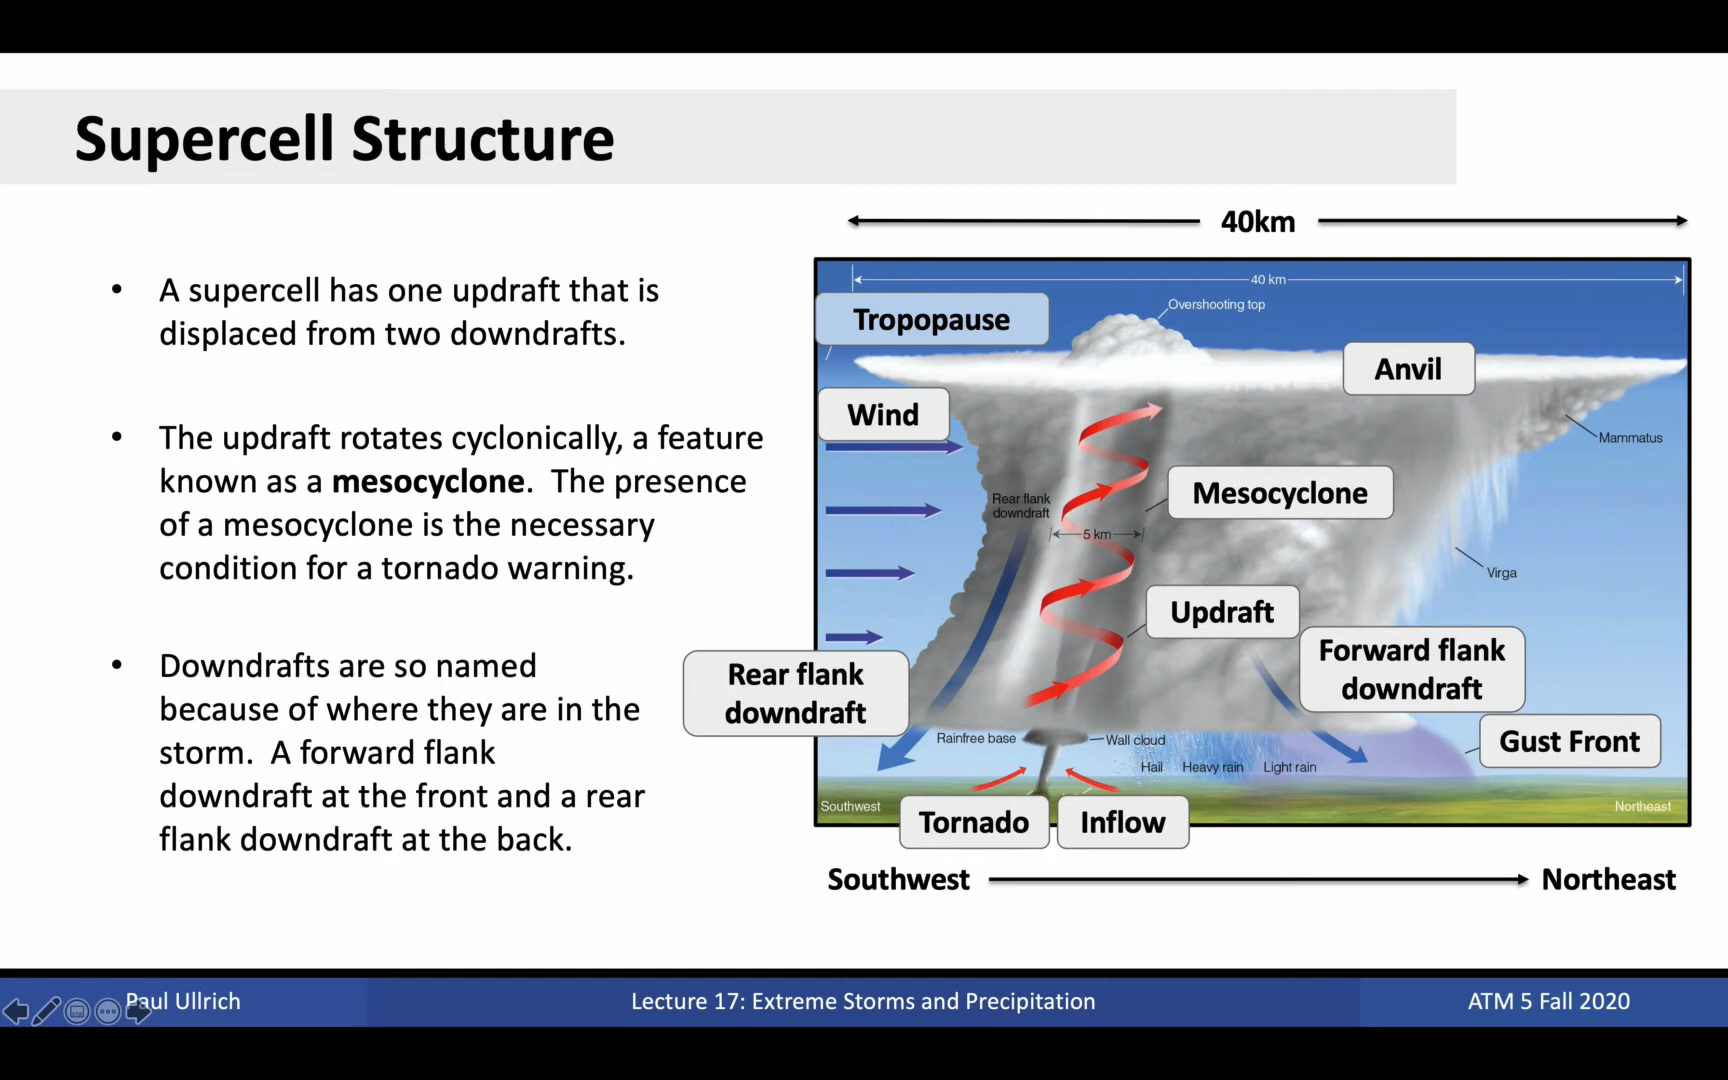 Supercell Structure
• A supercell has one updraft that is
displaced from two downdrafts.
• The updraft rotates cyclonically, a feature
known as a mesocyclone. The presence
of a mesocyclone is the necessary
condition for a tornado warning.
• Downdrafts are so named
because of where they are in the
storm. A forward flank
downdraft at the front and a rear
flank downdraft at the back.
40km
40 km
Overshooting top
Tropopause
Anvil
Wind
Mammatus
Rear flank
downdraft
Mesocyclone
5 km
Virga
Updraft
Forward flank
downdraft
Rear flank
downdraft
Gust Front
Rainfree base
Wall cloud
Hail
Heavy rain
Light rain
Southwest
Northeast
Tornado
Inflow
Southwest
Northeast
Paul Ullrich
Lecture 17: Extreme Storms and Precipitation
ATM 5 Fall 2020